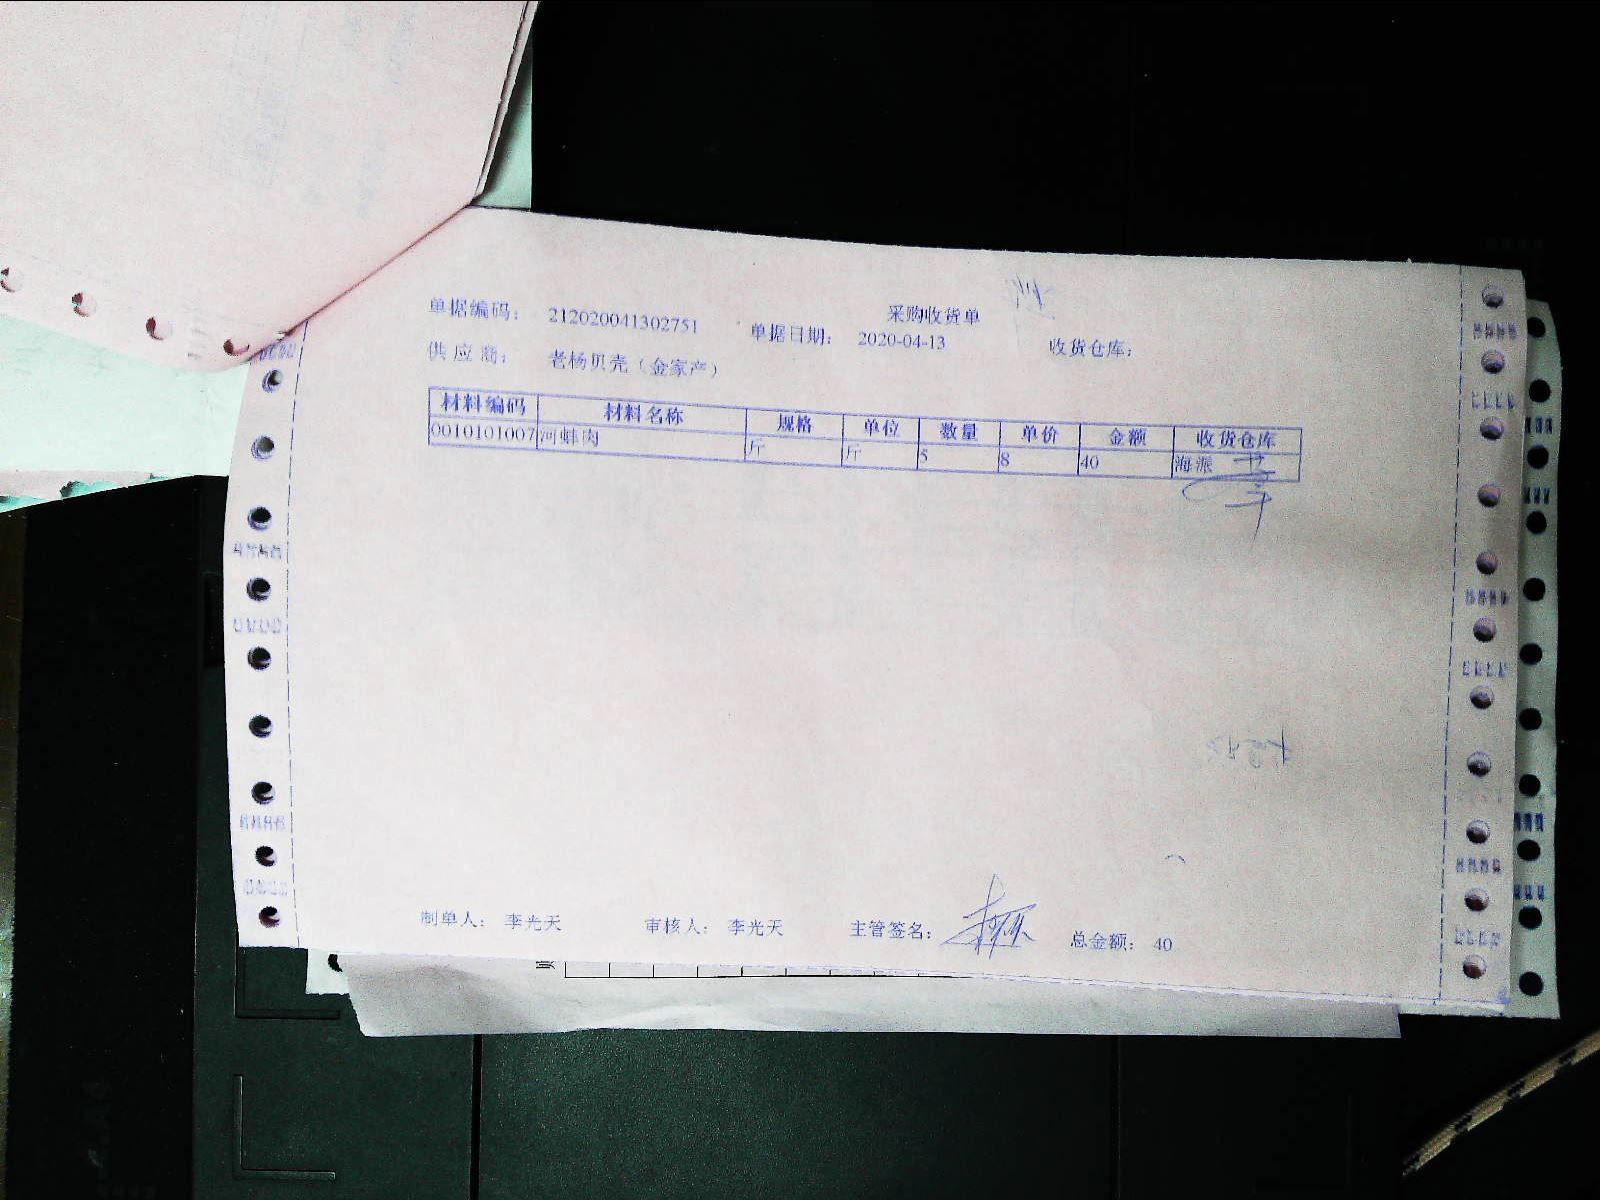 采购收货单
单据编码： 212020041302751 单据日期： 2020-04-13 收货仓库：
供应商： 老杨贝壳（金家产）
材料编码 材料名称 规格 单位 数量 单价 金额 收货仓库
0010101007 河蚌肉 斤 斤 5 8 40 海派
制单人： 李光天 审核人： 李光天 主管签名： 总金额： 40